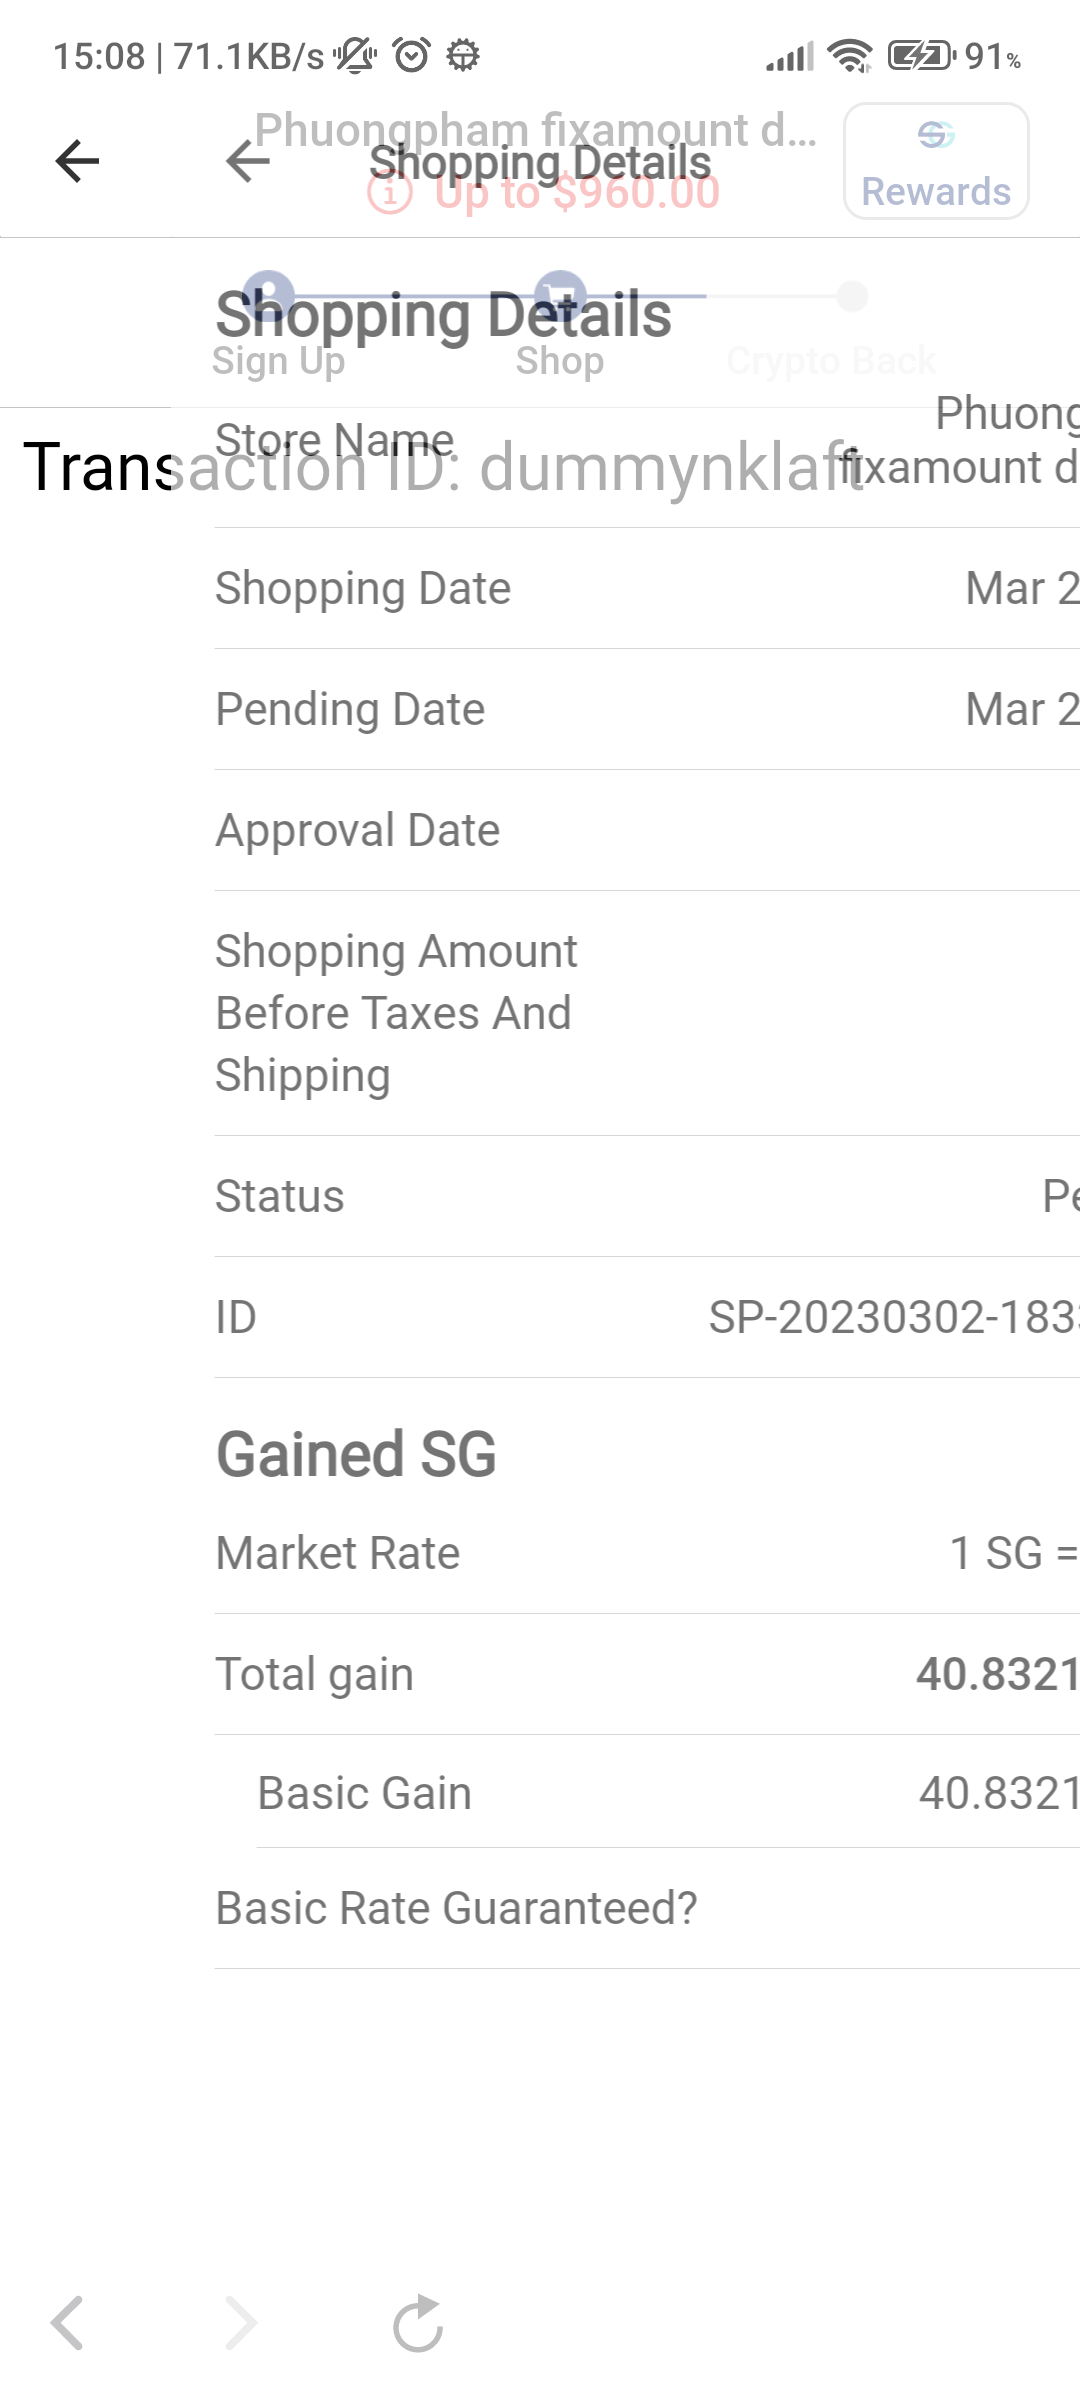 15:08 | 71.1KB/s 91%
Phuongpham fixamount d...
Shopping Details
Up to $960.00
Rewards
Shopping Details
Sign Up Shop Crypto Back
Store Name Phuong
fixamount d
Transaction ID: dummynklaft
Shopping Date Mar 2
Pending Date Mar 2
Approval Date
Shopping Amount
Before Taxes And
Shipping
Status Pe
ID SP-20230302-183
Gained SG
Market Rate 1 SG =
Total gain 40.8321
Basic Gain 40.8321
Basic Rate Guaranteed?